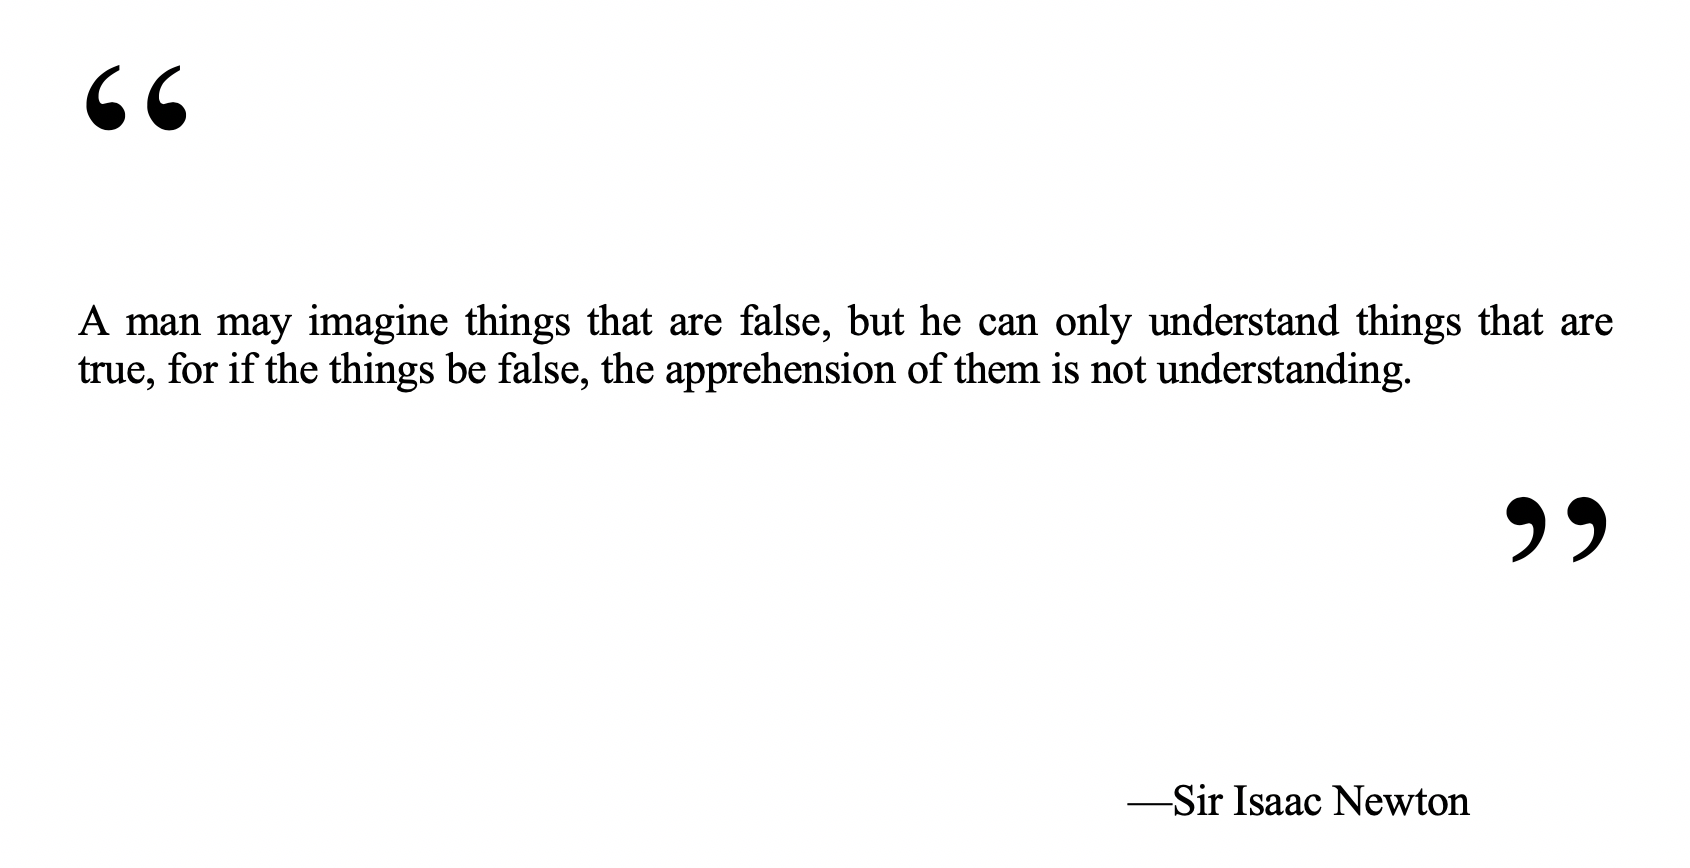 “
A man may imagine things that are false, but he can only understand things that are
true, for if the things be false, the apprehension of them is not understanding.
”
—Sir Isaac Newton